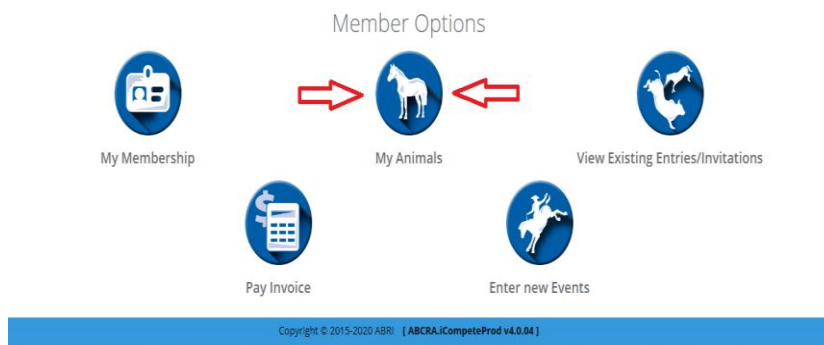 Member Options
My Membership
My Animals
View Existing Entries/Invitations
$
Pay Invoice
Enter new Events
Copyright © 2015-2020 ABRI [ ABCRA.iCompeteProd v4.0.04 ]